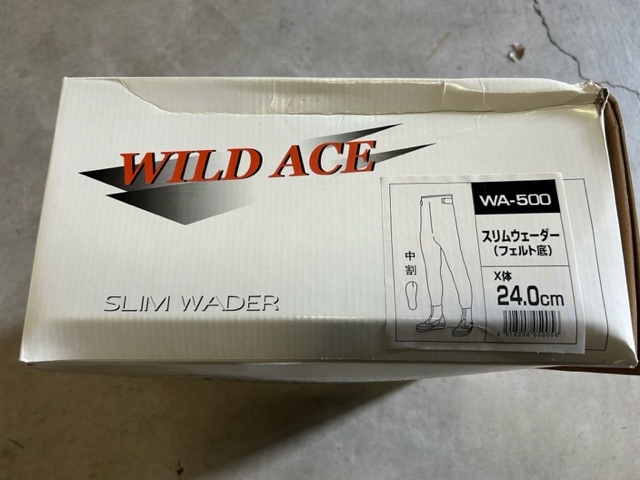 WILD ACE
SLIM WADER
WA-500
スリムウェーダー
(フェルト底)
中割
X体
24.0cm